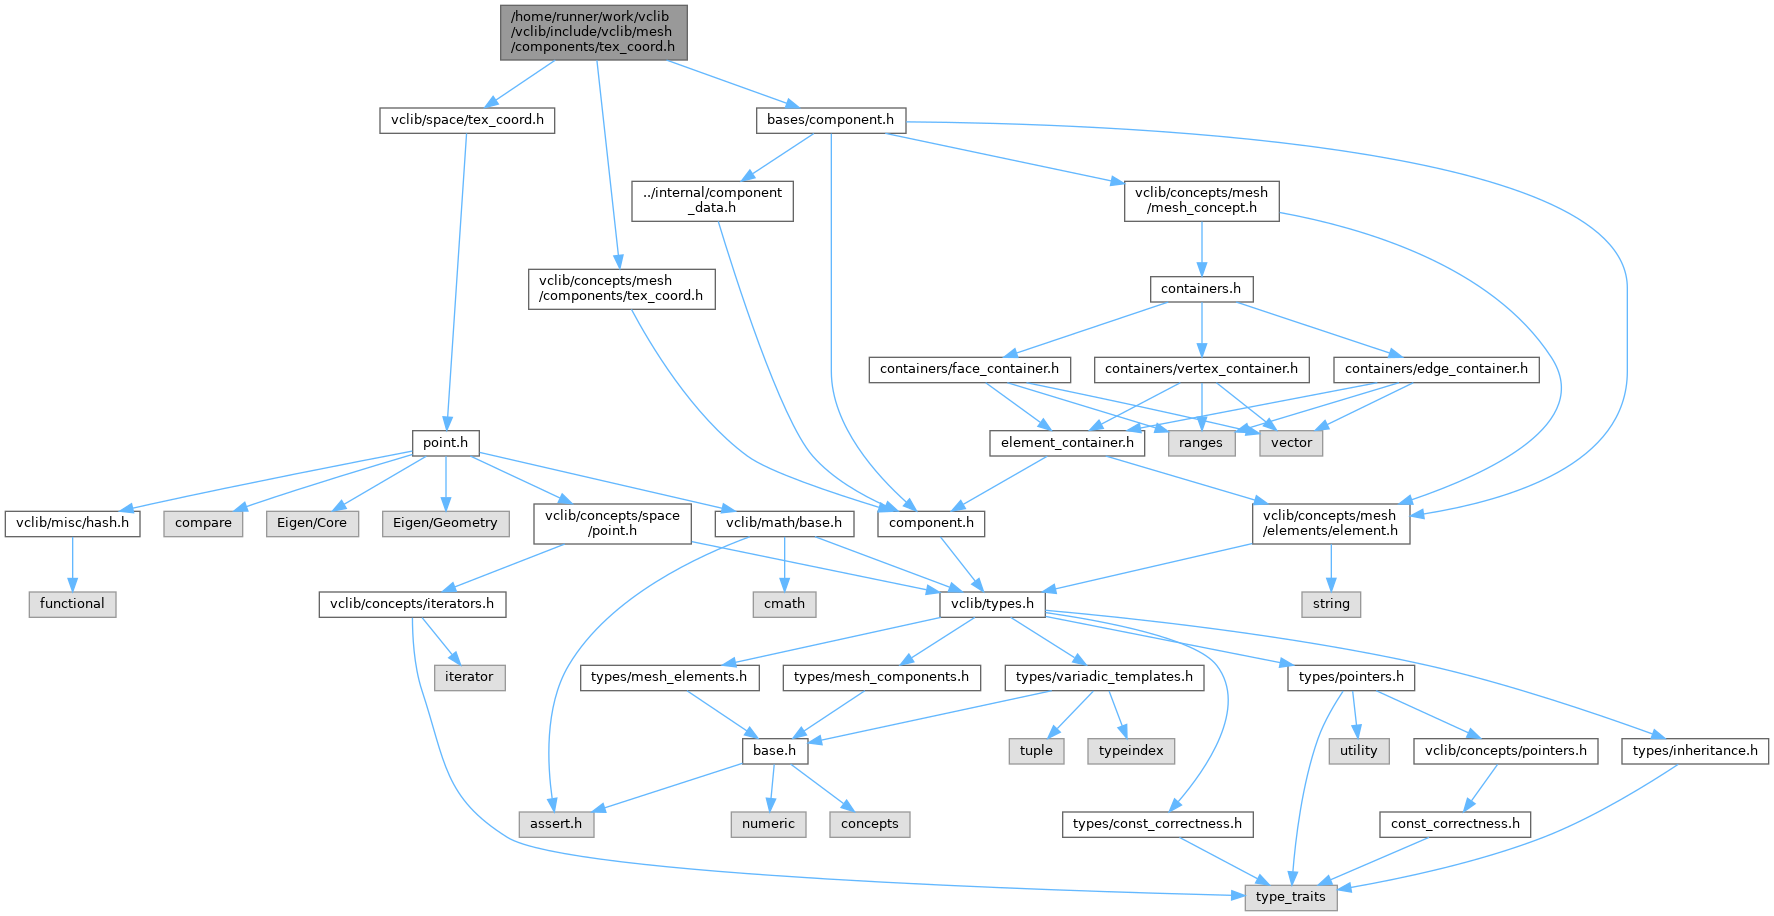 /home/runner/work/vclib
/vclib/include/vclib/mesh
/components/tex_coord.h
vclib/space/tex_coord.h
bases/component.h
../internal/component
_data.h
vclib/concepts/mesh
/mesh_concept.h
vclib/concepts/mesh
/components/tex_coord.h
containers.h
containers/face_container.h
containers/vertex_container.h
containers/edge_container.h
point.h
element_container.h
ranges
vector
vclib/misc/hash.h
compare
Eigen/Core
Eigen/Geometry
vclib/concepts/space
/point.h
vclib/math/base.h
component.h
vclib/concepts/mesh
/elements/element.h
functional
vclib/concepts/iterators.h
cmath
vclib/types.h
string
iterator
types/mesh_elements.h
types/mesh_components.h
types/variadic_templates.h
types/pointers.h
base.h
tuple
typeindex
utility
vclib/concepts/pointers.h
types/inheritance.h
assert.h
numeric
concepts
types/const_correctness.h
const_correctness.h
type_traits